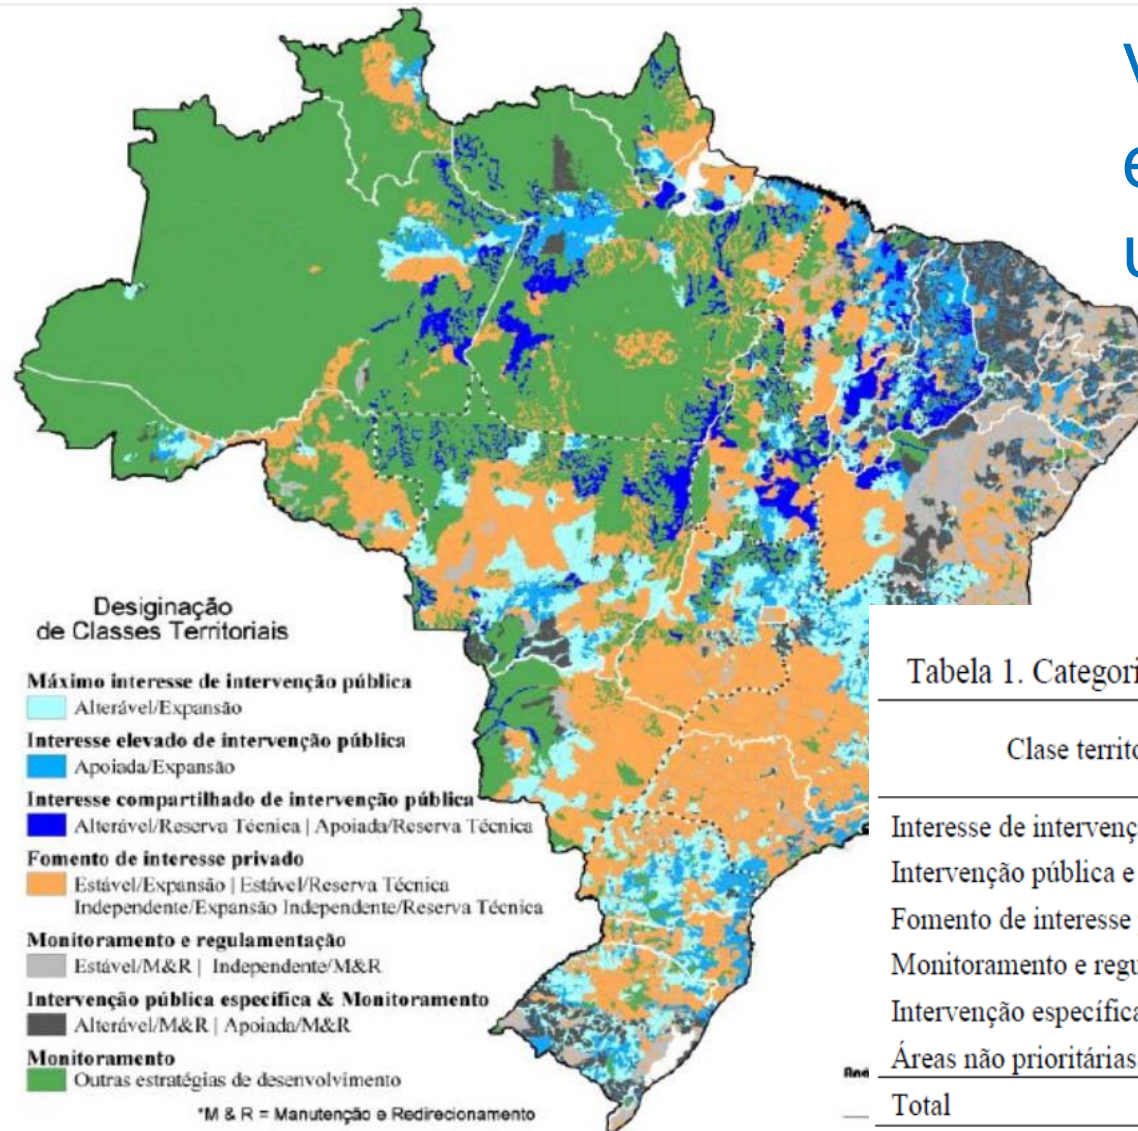 V
e
u
Desiginação
de Classes Territoriais
Máximo interesse de intervenção pública
Alterável/Expansão
Interesse elevado de intervenção pública
Apoiada/Expansão
Interesse compartilhado de intervenção pública
Alterável/Reserva Técnica | Apoiada/Reserva Técnica
Fomento de interesse privado
Estável/Expansão | Estável/Reserva Técnica
Independente/Expansão Independente/Reserva Técnica
Monitoramento e regulamentação
Estável/M&R | Independente/M&R
Intervenção pública específica & Monitoramento
Alterável/M&R | Apoiada/M&R
Monitoramento
Outras estratégias de desenvolvimento
*M & R = Manutenção e Redirecionamento
Tabela 1. Categori
Clase territo
Interesse de intervenç
Intervenção pública e
Fomento de interesse
Monitoramento e regu
Intervenção específica
Áreas não prioritárias
Total